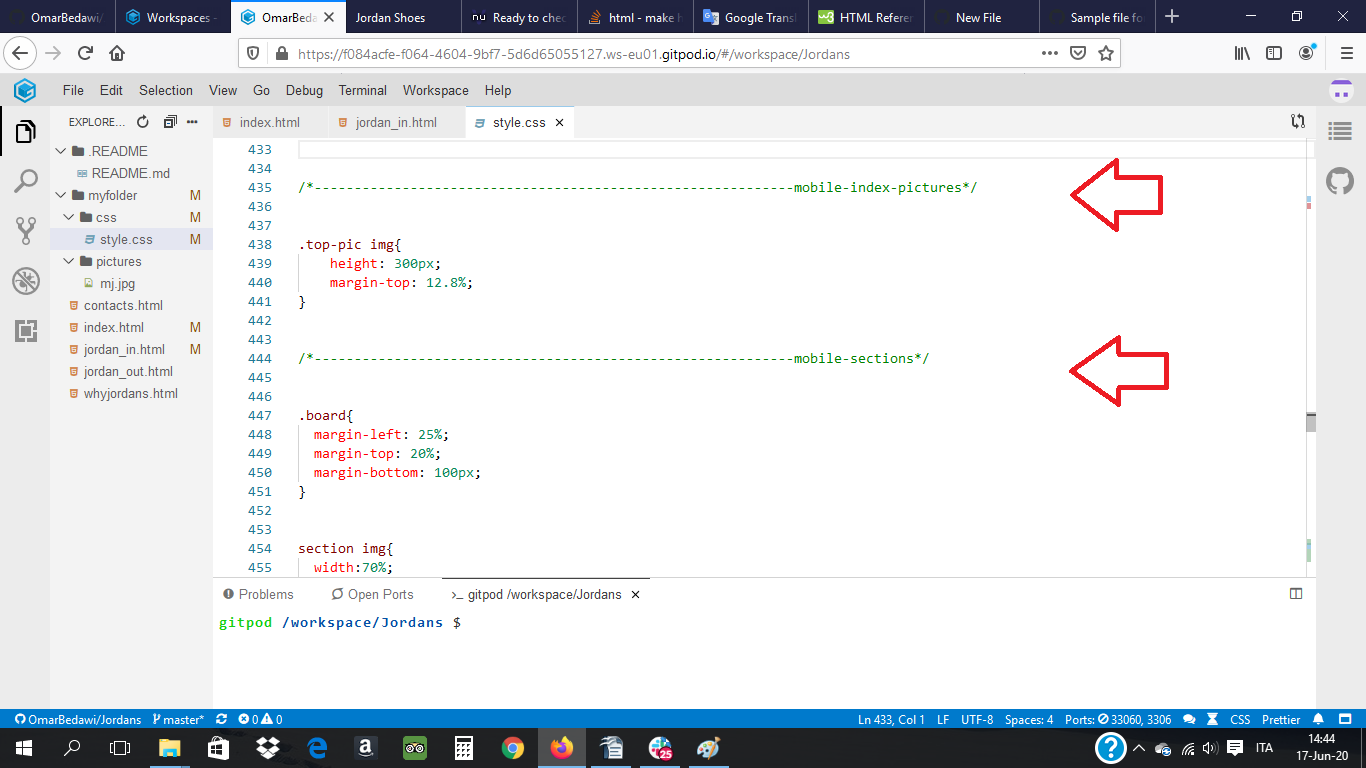 OmarBedawi/
Workspaces -
OmarBeda
Jordan Shoes
nu Ready to chec
html - make h
Google Transl
HTML Referen
New File
Sample file fo
https://f084acfe-f064-4604-9bf7-5d6d65055127.ws-eu01.gitpod.io/#/workspace/Jordans
File Edit Selection View Go Debug Terminal Workspace Help
EXPLORE...
index.html
jordan_in.html
style.css
.README
README.md
myfolder M
css M
style.css M
pictures
mj.jpg
contacts.html
index.html M
jordan_in.html M
jordan_out.html
whyjordans.html
433
434
435 /*------------------------------------------------------------mobile-index-pictures*/
436
437
438 .top-pic img{
439 height: 300px;
440 margin-top: 12.8%;
441 }
442
443
444 /*------------------------------------------------------------mobile-sections*/
445
446
447 .board{
448 margin-left: 25%;
449 margin-top: 20%;
450 margin-bottom: 100px;
451 }
452
453
454 section img{
455 width:70%;
Problems
Open Ports
>_ gitpod /workspace/Jordans
gitpod /workspace/Jordans $
OmarBedawi/Jordans master* 0 0
Ln 433, Col 1 LF UTF-8 Spaces: 4 Ports: 33060, 3306 CSS Prettier
25
ITA
14:44
17-Jun-20